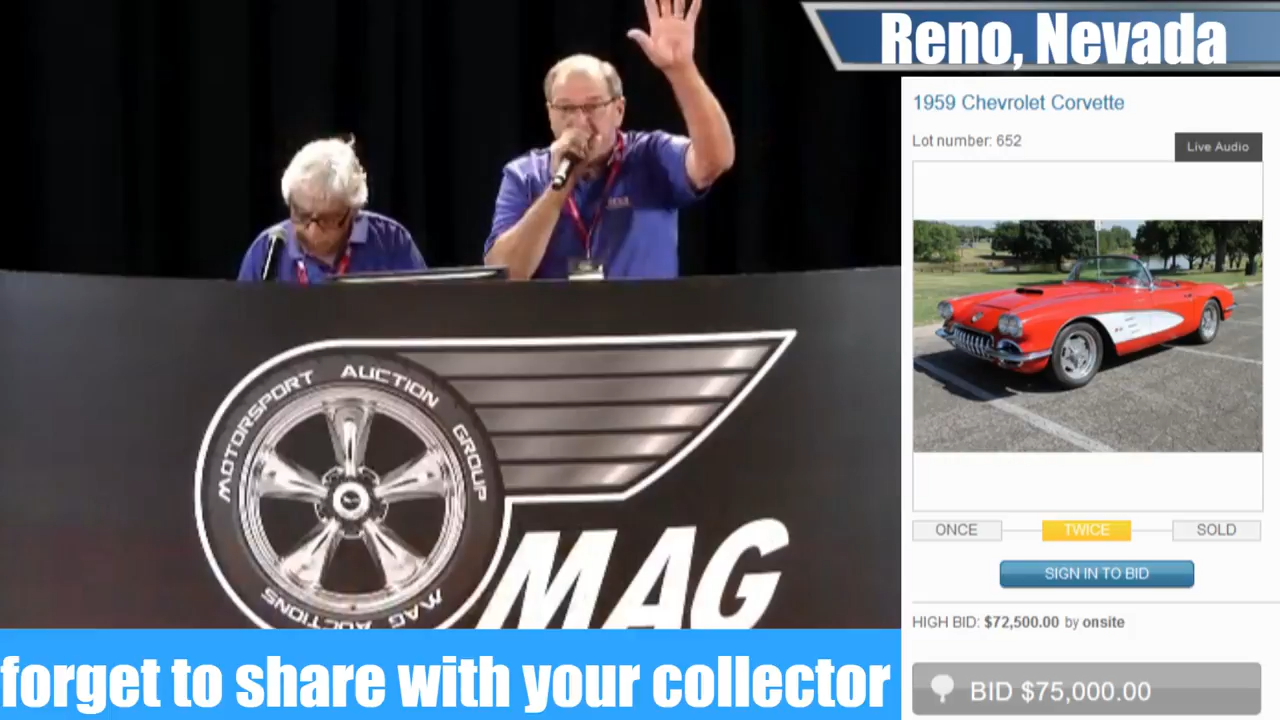 Reno, Nevada
1959 Chevrolet Corvette
Lot number: 652
Live Audio
MOTORSPORT AUCTION GROUP
MAG AUCTIONS
MAG
ONCE
TWICE
SOLD
SIGN IN TO BID
HIGH BID: $72,500.00 by onsite
BID $75,000.00
forget to share with your collector